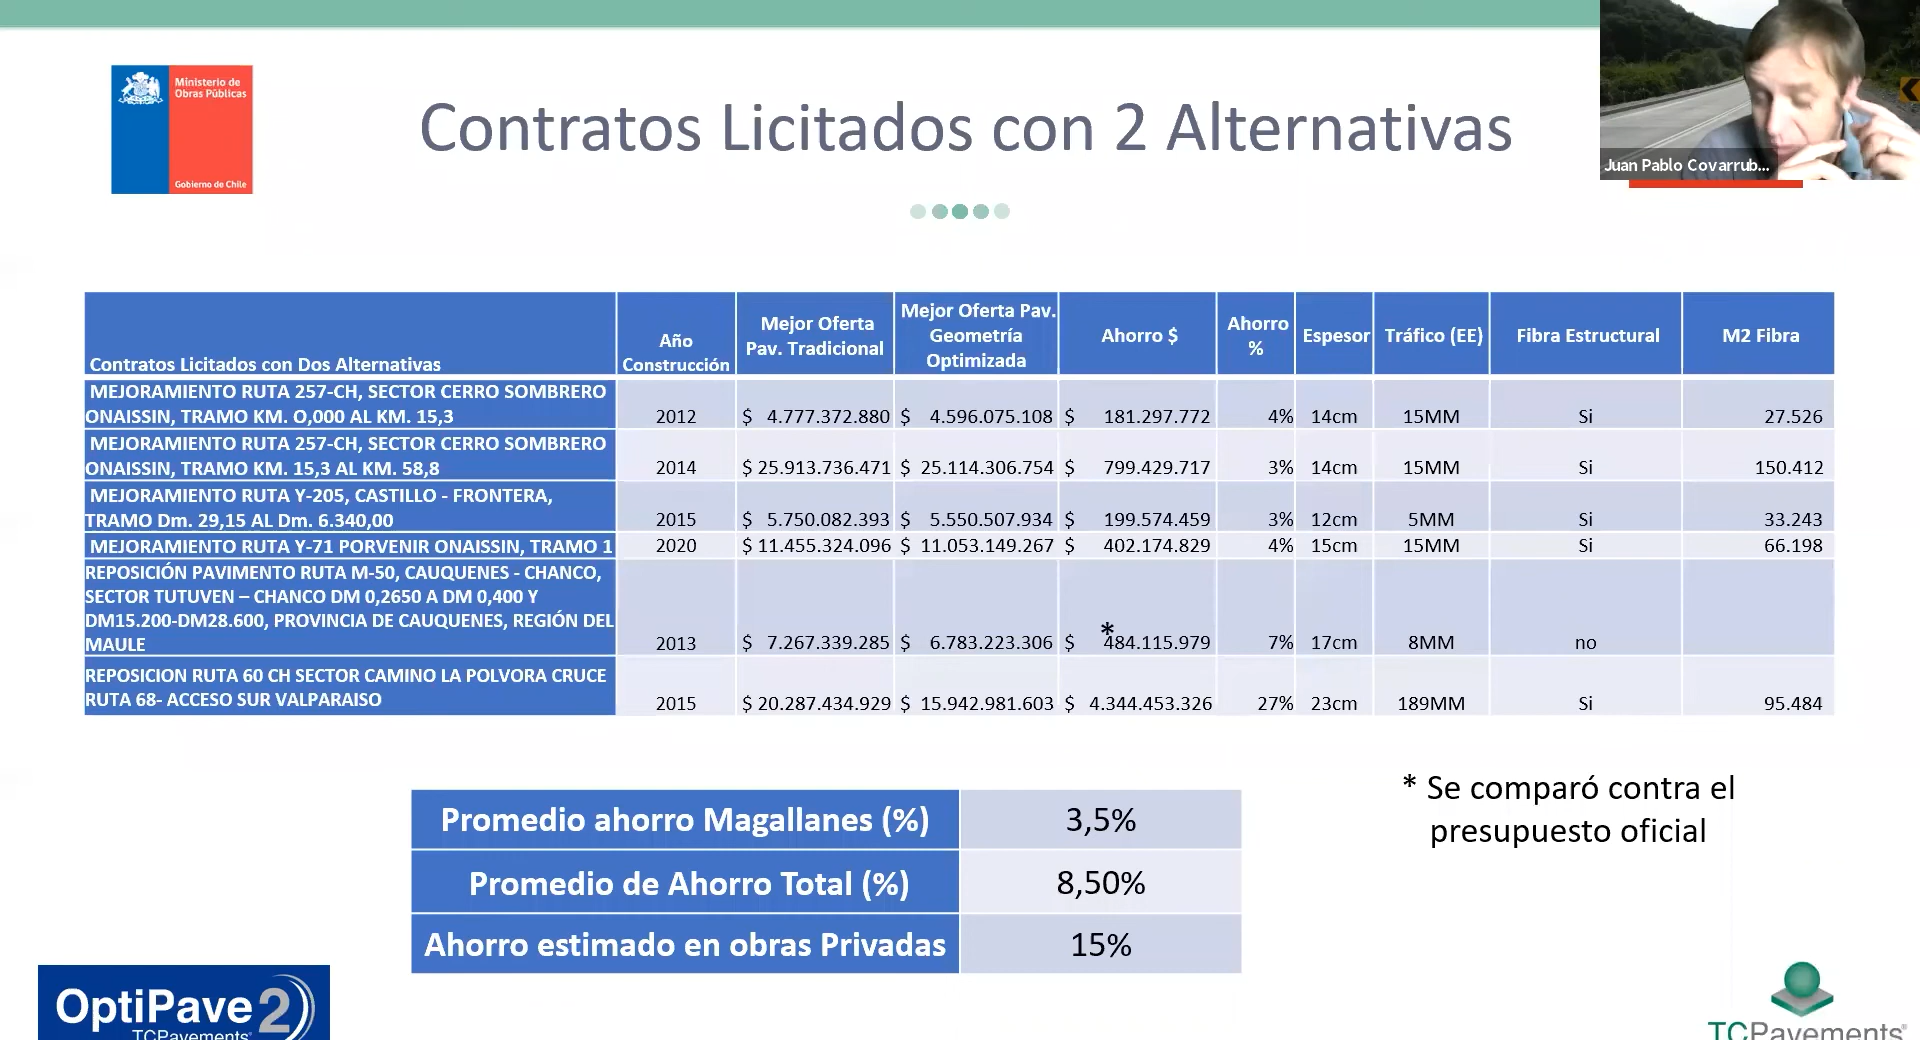 Ministerio de
Obras Públicas
Gobierno de Chile
Contratos Licitados con 2 Alternativas
Juan Pablo Covarrub...
Contratos Licitados con Dos Alternativas
Año
Construcción
Mejor Oferta
Pav. Tradicional
Mejor Oferta Pav.
Geometría
Optimizada
Ahorro $
Ahorro
%
Espesor
Tráfico (EE)
Fibra Estructural
M2 Fibra
MEJORAMIENTO RUTA 257-CH, SECTOR CERRO SOMBRERO
ONAISSIN, TRAMO KM. O,000 AL KM. 15,3
2012 $ 4.777.372.880 $ 4.596.075.108 $ 181.297.772 4% 14cm 15MM Si 27.526
MEJORAMIENTO RUTA 257-CH, SECTOR CERRO SOMBRERO
ONAISSIN, TRAMO KM. 15,3 AL KM. 58,8
2014 $ 25.913.736.471 $ 25.114.306.754 $ 799.429.717 3% 14cm 15MM Si 150.412
MEJORAMIENTO RUTA Y-205, CASTILLO - FRONTERA,
TRAMO Dm. 29,15 AL Dm. 6.340,00
2015 $ 5.750.082.393 $ 5.550.507.934 $ 199.574.459 3% 12cm 5MM Si 33.243
MEJORAMIENTO RUTA Y-71 PORVENIR ONAISSIN, TRAMO 1 2020 $ 11.455.324.096 $ 11.053.149.267 $ 402.174.829 4% 15cm 15MM Si 66.198
REPOSICIÓN PAVIMENTO RUTA M-50, CAUQUENES - CHANCO,
SECTOR TUTUVEN – CHANCO DM 0,2650 A DM 0,400 Y
DM15.200-DM28.600, PROVINCIA DE CAUQUENES, REGIÓN DEL
MAULE
2013 $ 7.267.339.285 $ 6.783.223.306 $ * 484.115.979 7% 17cm 8MM no
REPOSICION RUTA 60 CH SECTOR CAMINO LA POLVORA CRUCE
RUTA 68- ACCESO SUR VALPARAISO
2015 $ 20.287.434.929 $ 15.942.981.603 $ 4.344.453.326 27% 23cm 189MM Si 95.484
Promedio ahorro Magallanes (%) 3,5%
Promedio de Ahorro Total (%) 8,50%
Ahorro estimado en obras Privadas 15%
* Se comparó contra el
presupuesto oficial
OptiPave 2
TCPavements
TCPavements®